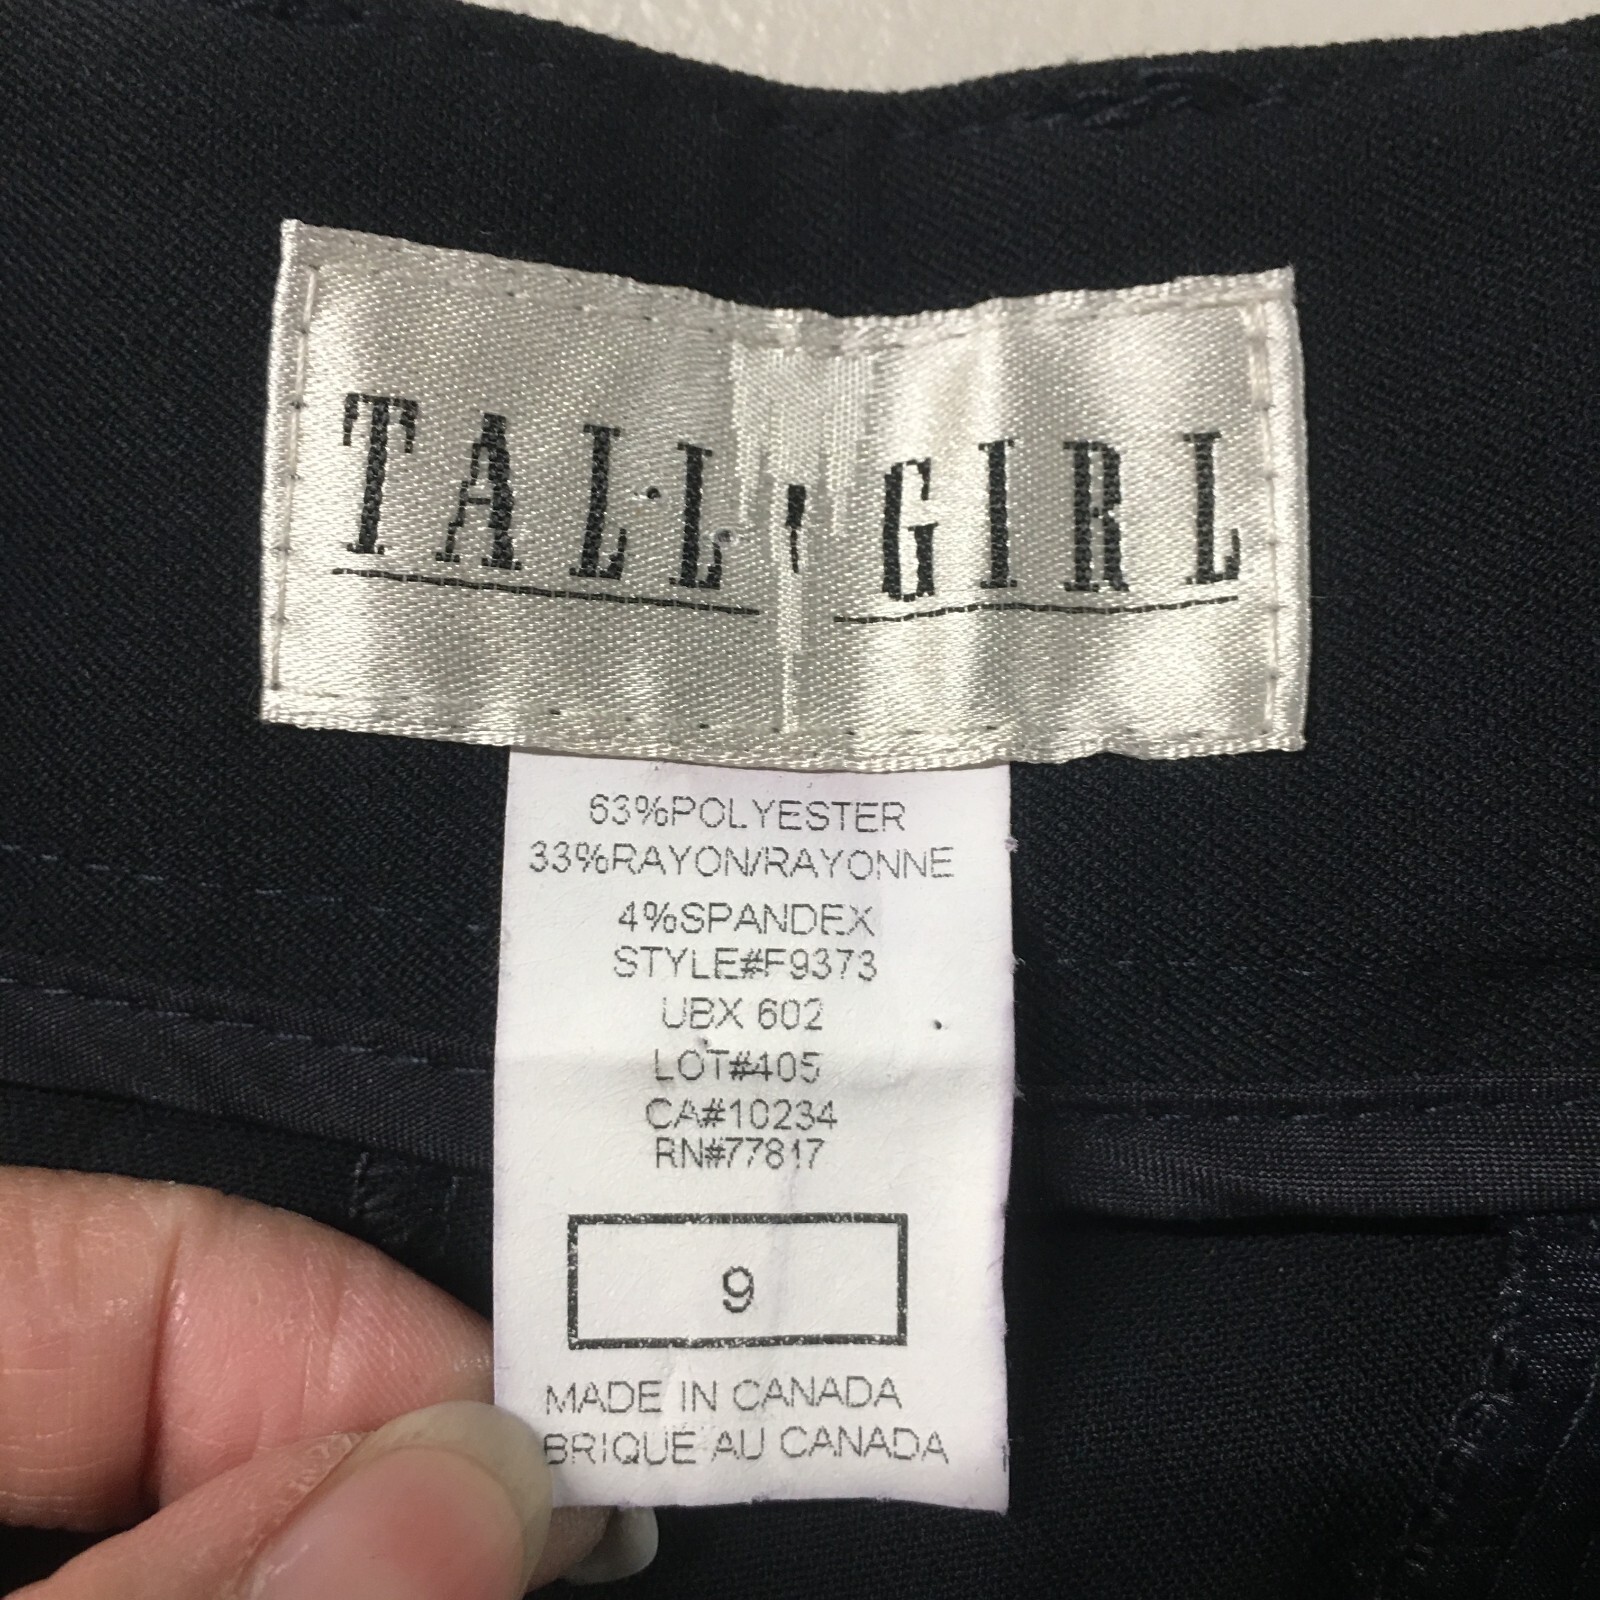 TALL GIRL
63%POLYESTER
33%RAYON/RAYONNE
4%SPANDEX
STYLE#F9373
UBX 602
LOT#405
CA#10234
RN#77817
9
MADE IN CANADA
BRIQUE AU CANADA